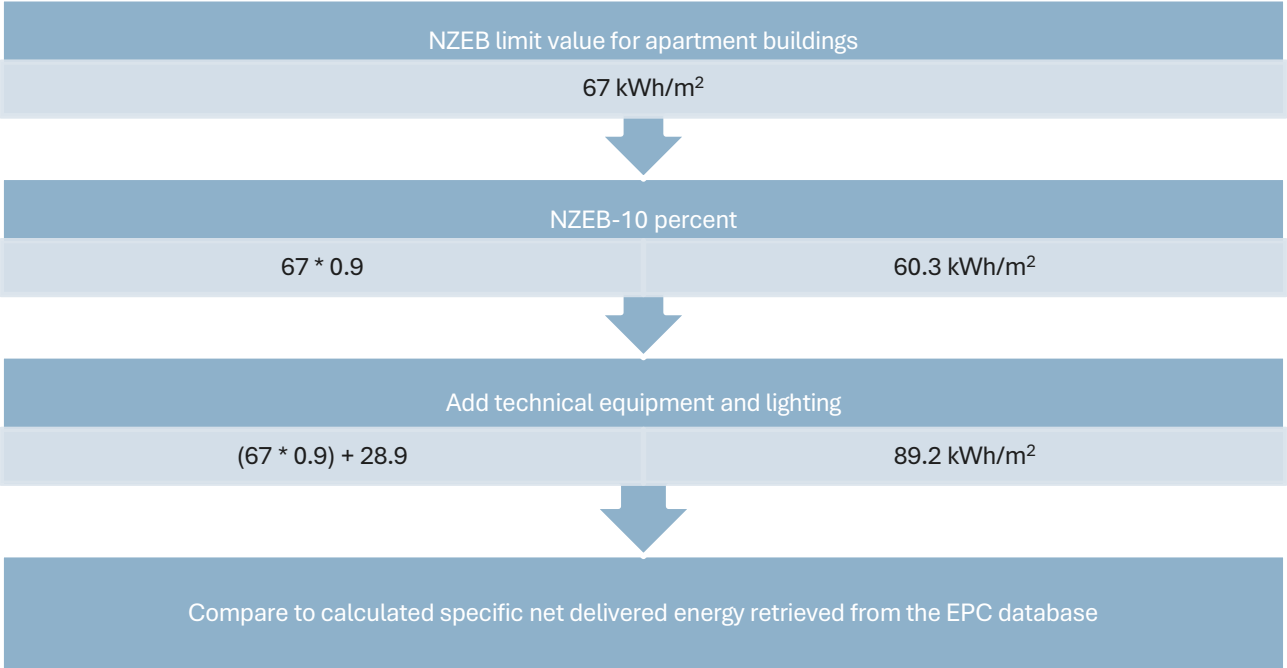 NZEB limit value for apartment buildings
67 kWh/m²
NZEB-10 percent
67 * 0.9
60.3 kWh/m²
Add technical equipment and lighting
(67 * 0.9) + 28.9
89.2 kWh/m²
Compare to calculated specific net delivered energy retrieved from the EPC database